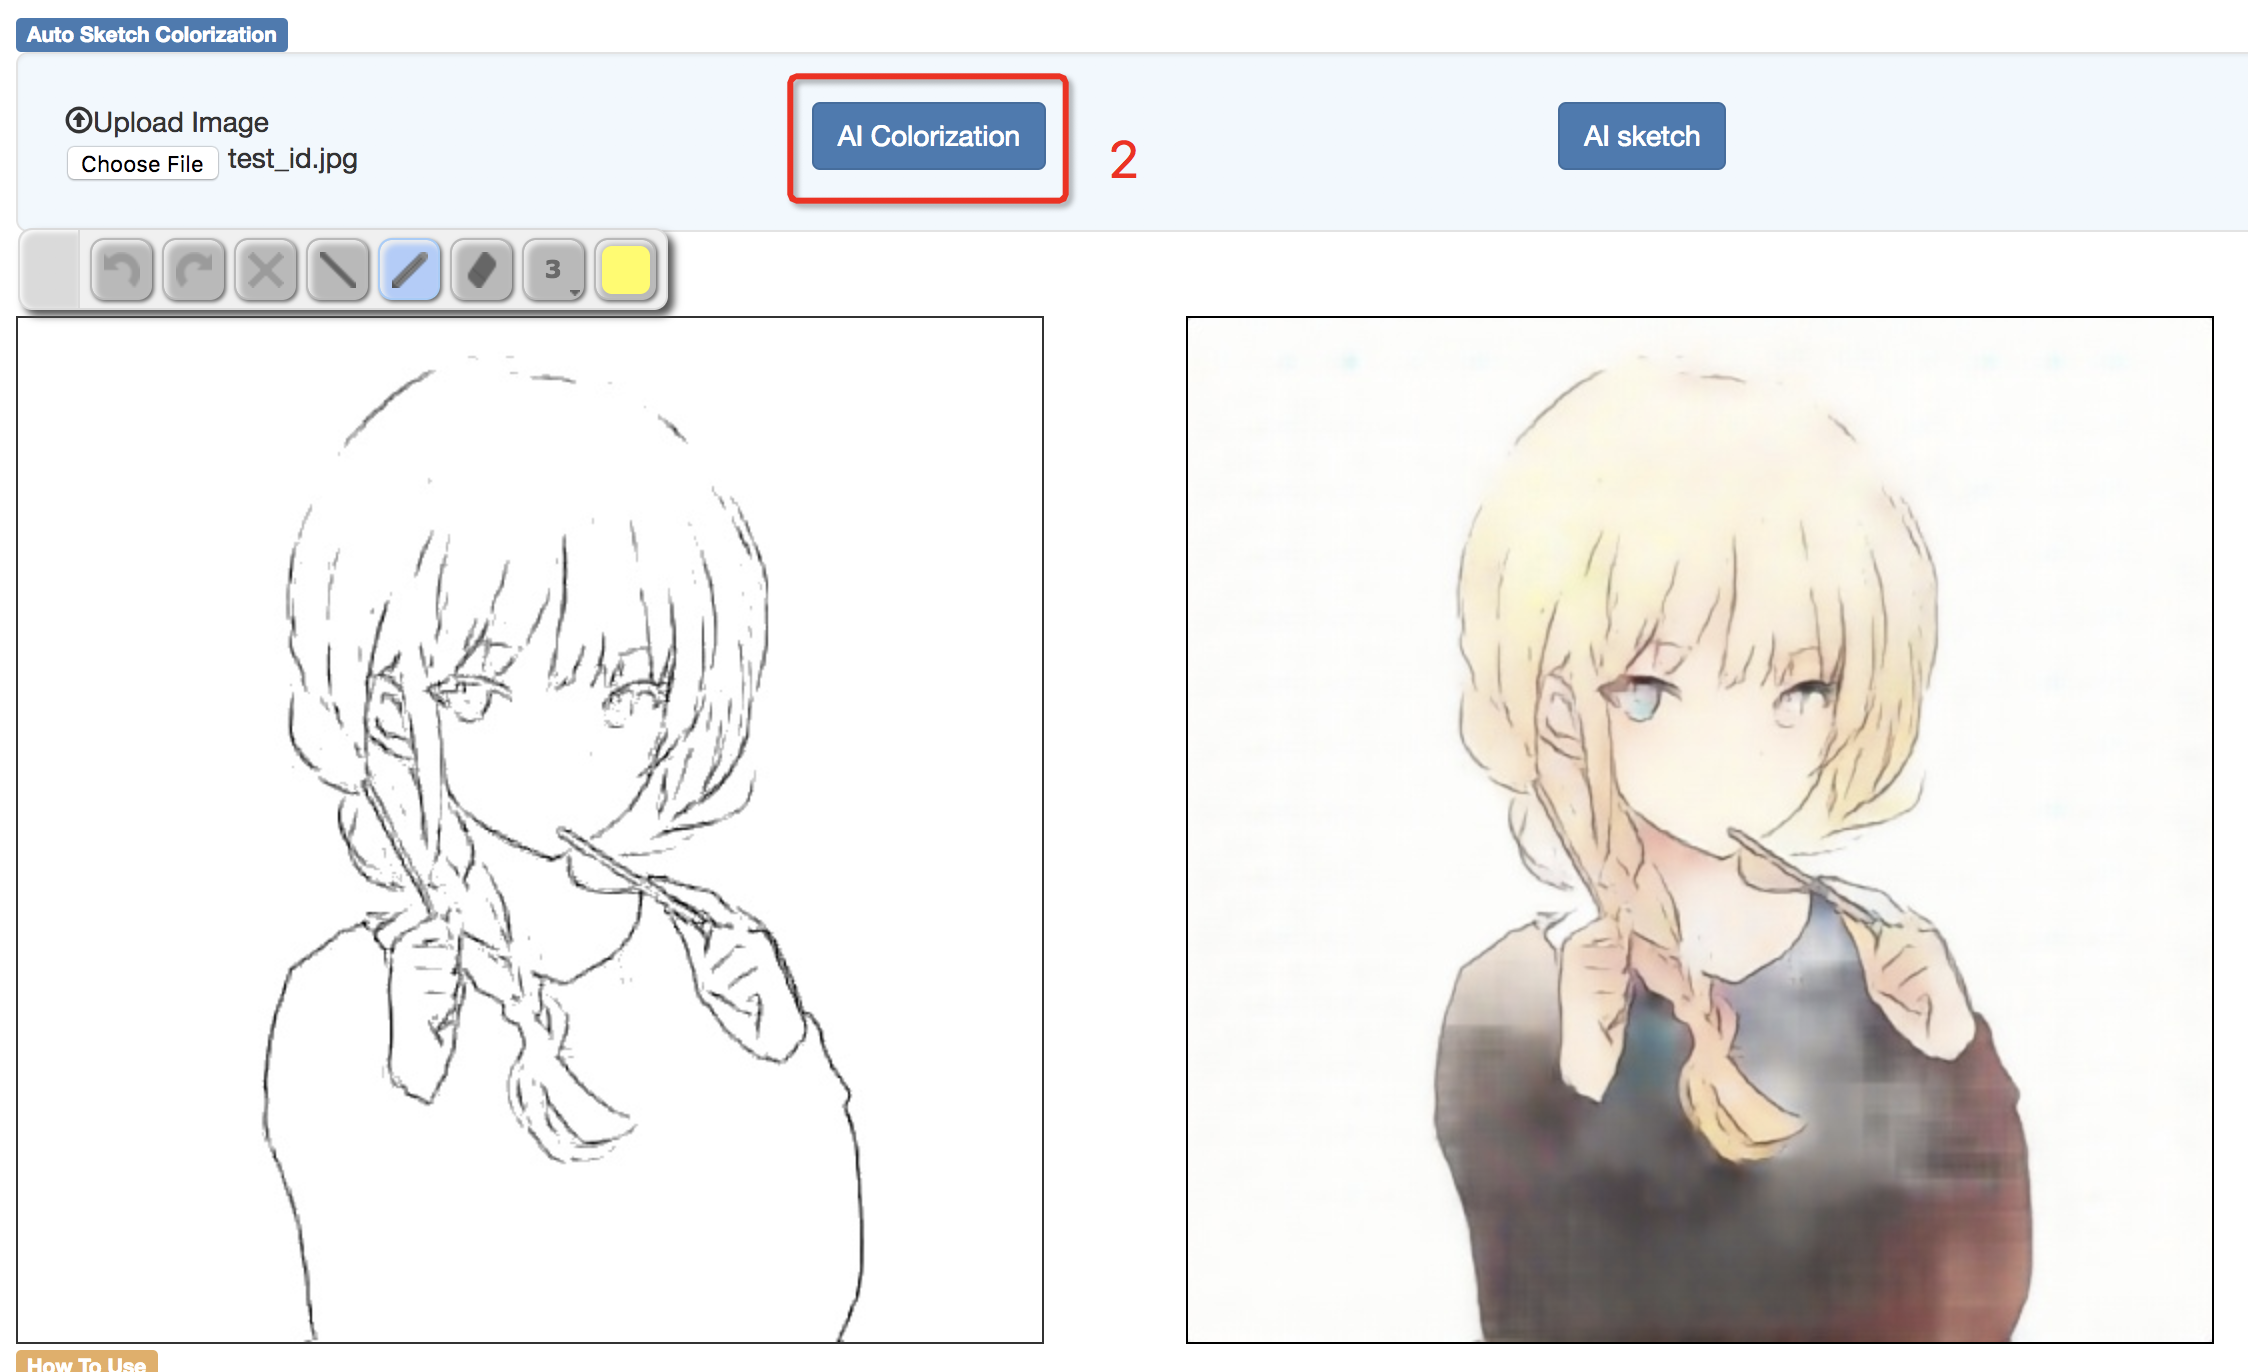 Auto Sketch Colorization
Upload Image
Choose File test_id.jpg
AI Colorization
2
AI sketch
3
How To Use